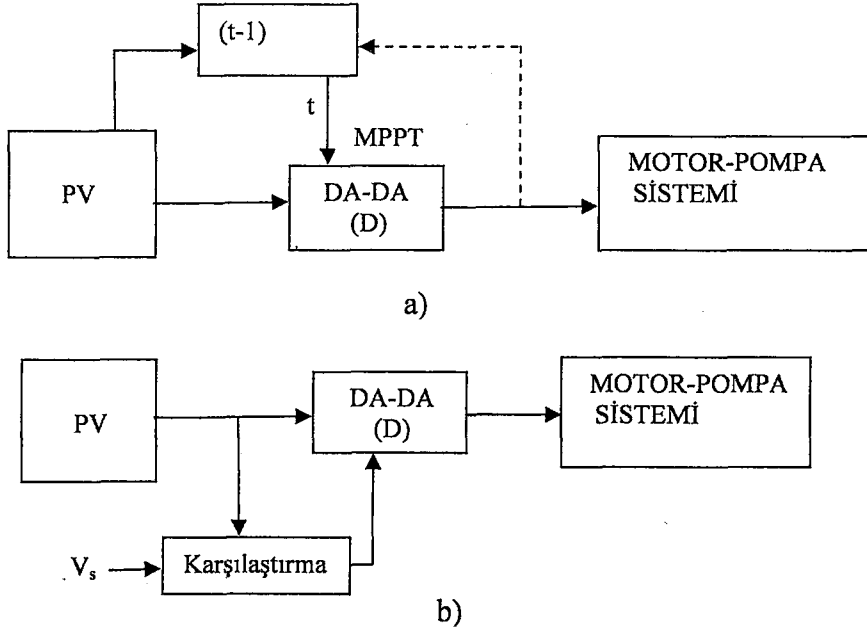 (t-1)
t
MPPT
PV
DA-DA
(D)
MOTOR-POMPA
SİSTEMİ
a)
PV
DA-DA
(D)
MOTOR-POMPA
SİSTEMİ
Vs
Karşılaştırma
b)